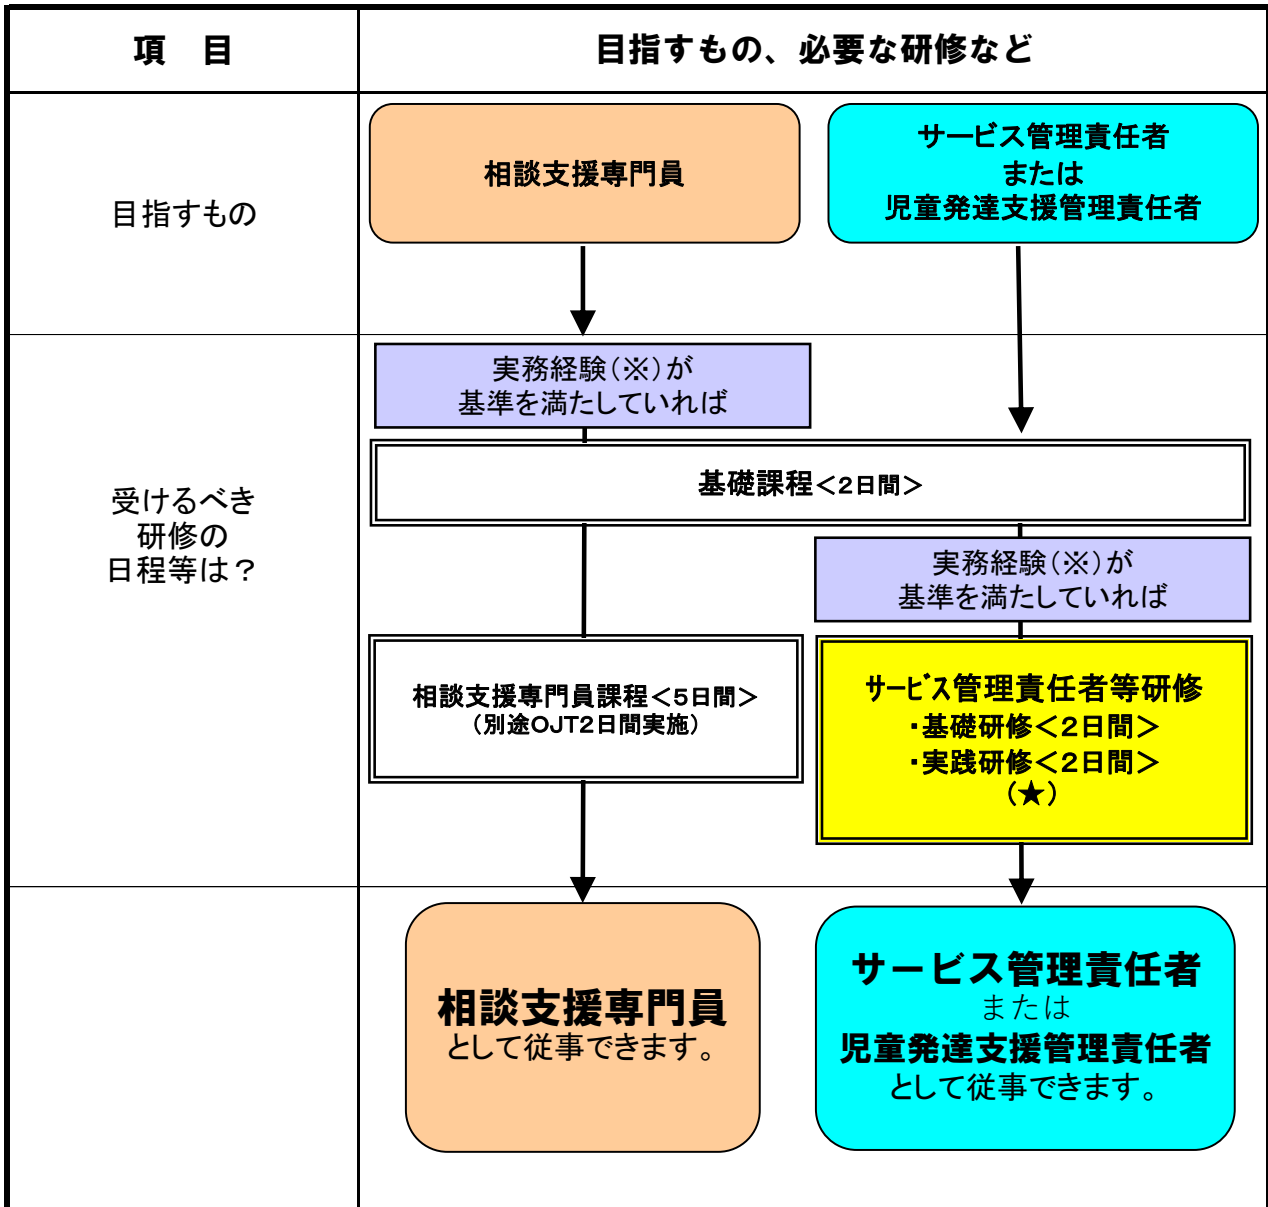 項　目
目指すもの、必要な研修など
目指すもの
相談支援専門員
サービス管理責任者
または
児童発達支援管理責任者
受けるべき
研修の
日程等は？
実務経験（※）が
基準を満たしていれば
基礎課程＜2日間＞
実務経験（※）が
基準を満たしていれば
相談支援専門員課程＜5日間＞
（別途OJT2日間実施）
ｻｰﾋﾞｽ管理責任者等研修
・基礎研修＜2日間＞
・実践研修＜2日間＞
（★）
相談支援専門員
として従事できます。
サービス管理責任者
または
児童発達支援管理責任者
として従事できます。